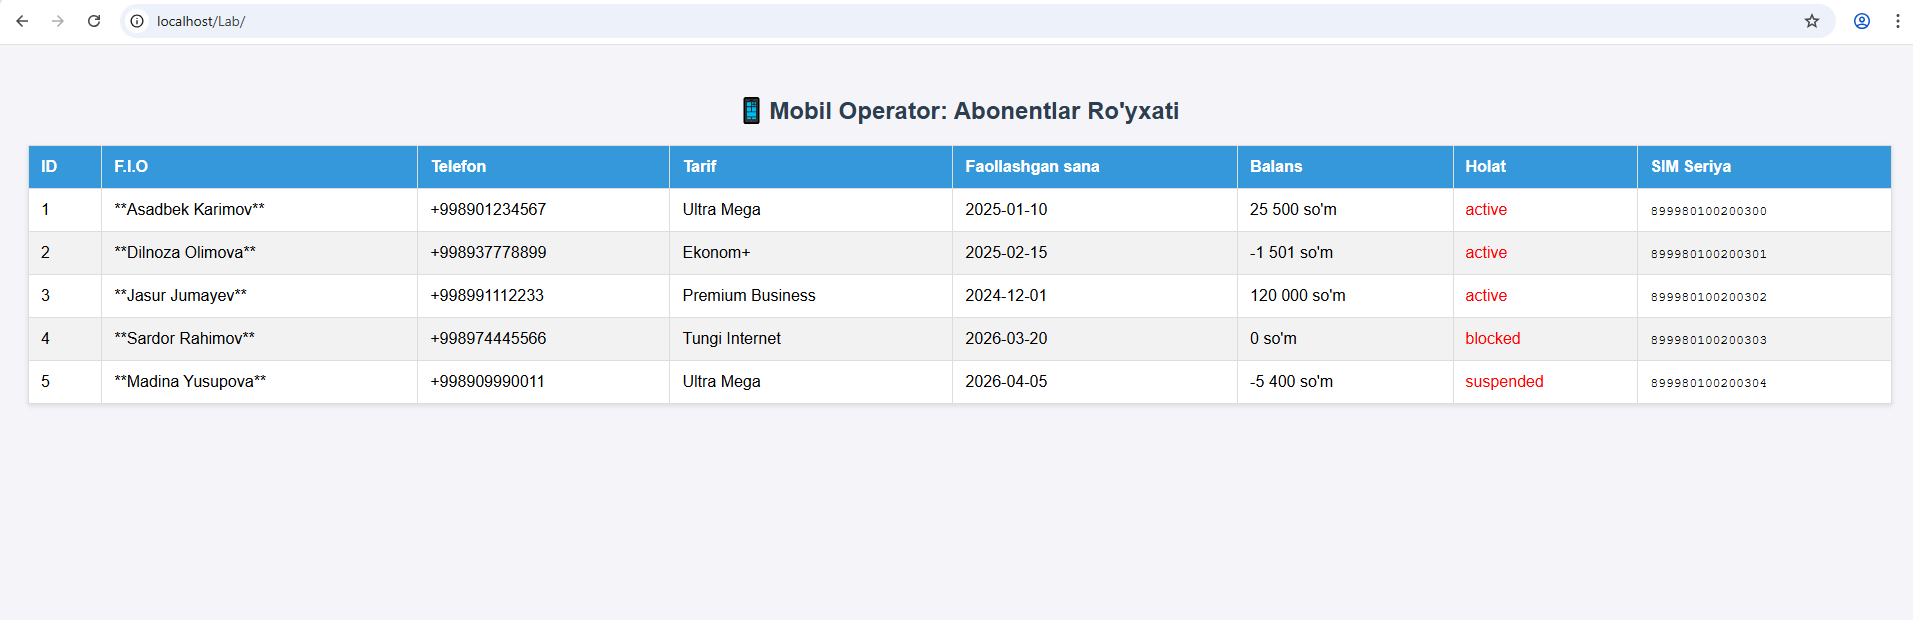 localhost/Lab/
Mobil Operator: Abonentlar Ro'yxati
ID F.I.O Telefon Tarif Faollashgan sana Balans Holat SIM Seriya
1 **Asadbek Karimov** +998901234567 Ultra Mega 2025-01-10 25 500 so'm active 899980100200300
2 **Dilnoza Olimova** +998937778899 Ekonom+ 2025-02-15 -1 501 so'm active 899980100200301
3 **Jasur Jumayev** +998991112233 Premium Business 2024-12-01 120 000 so'm active 899980100200302
4 **Sardor Rahimov** +998974445566 Tungi Internet 2026-03-20 0 so'm blocked 899980100200303
5 **Madina Yusupova** +998909990011 Ultra Mega 2026-04-05 -5 400 so'm suspended 899980100200304